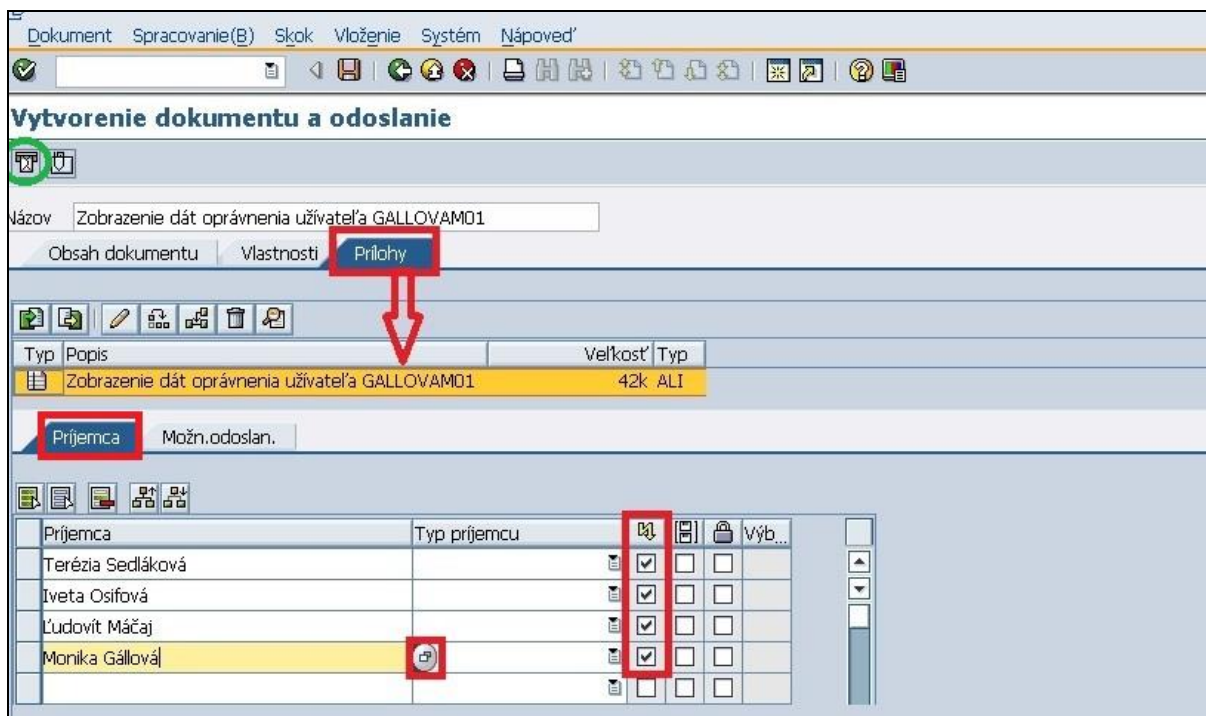 Dokument Spracovanie(B) Skok Vloženie Systém Nápoveď
Vytvorenie dokumentu a odoslanie
Názov Zobrazenie dát oprávnenia užívateľa GALLOVAM01
Obsah dokumentu Vlastnosti Prílohy
Typ Popis Veľkosť Typ
Zobrazenie dát oprávnenia užívateľa GALLOVAM01 42k ALI
Príjemca Možn.odoslan.
Príjemca Typ príjemcu Výb...
Terézia Sedláková
Iveta Osifová
Ľudovít Máčaj
Monika Gállová